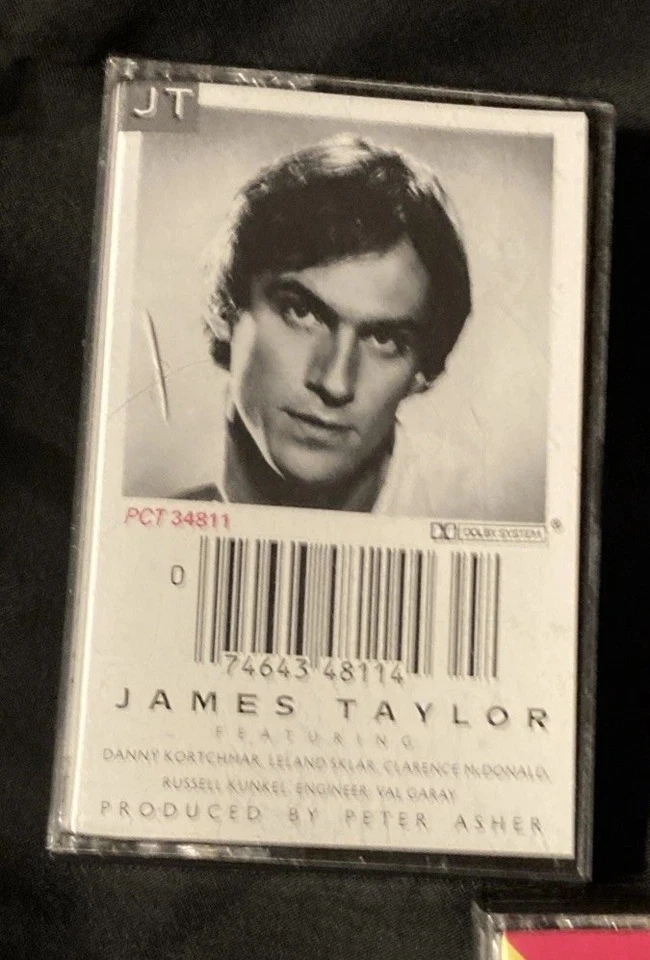 JT
PCT 34811
DOLBY SYSTEM ®
0 74643 48114
JAMES TAYLOR
FEATURING
DANNY KORTCHMAR, LELAND SKLAR, CLARENCE McDONALD,
RUSSELL KUNKEL, ENGINEER: VAL GARAY
PRODUCED BY PETER ASHER